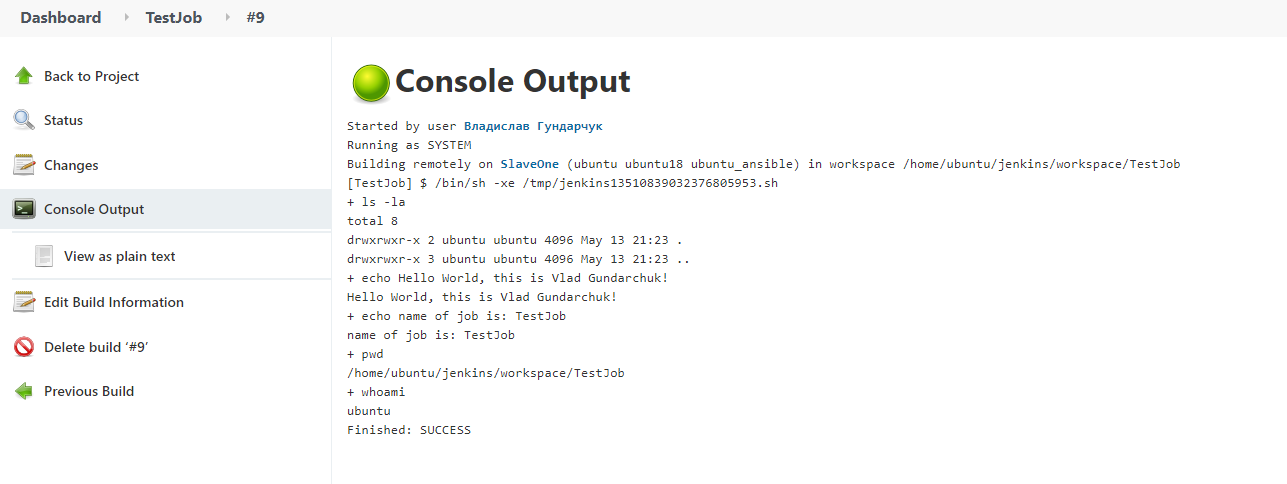 Dashboard TestJob #9
Back to Project
Status
Changes
Console Output
View as plain text
Edit Build Information
Delete build ‘#9’
Previous Build
Console Output
Started by user Владислав Гундарчук
Running as SYSTEM
Building remotely on SlaveOne (ubuntu ubuntu18 ubuntu_ansible) in workspace /home/ubuntu/jenkins/workspace/TestJob
[TestJob] $ /bin/sh -xe /tmp/jenkins13510839032376805953.sh
+ ls -la
total 8
drwxrwxr-x 2 ubuntu ubuntu 4096 May 13 21:23 .
drwxrwxr-x 3 ubuntu ubuntu 4096 May 13 21:23 ..
+ echo Hello World, this is Vlad Gundarchuk!
Hello World, this is Vlad Gundarchuk!
+ echo name of job is: TestJob
name of job is: TestJob
+ pwd
/home/ubuntu/jenkins/workspace/TestJob
+ whoami
ubuntu
Finished: SUCCESS